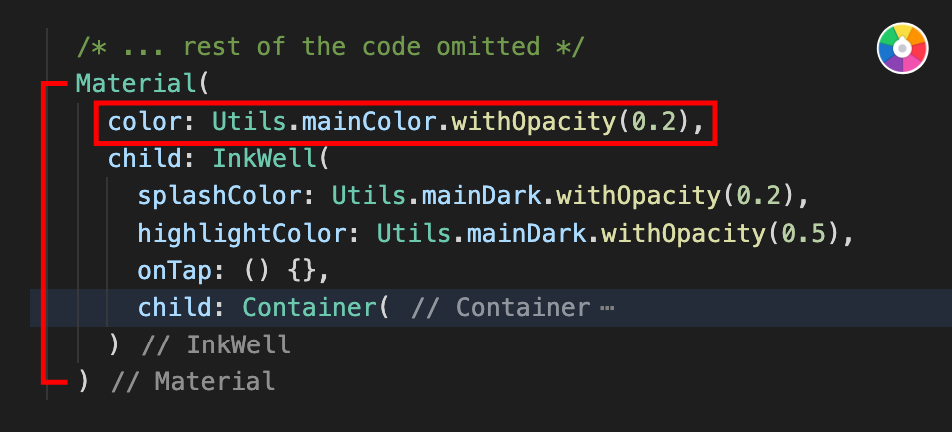 /* ... rest of the code omitted */
Material(
color: Utils.mainColor.withOpacity(0.2),
child: InkWell(
splashColor: Utils.mainDark.withOpacity(0.2),
highlightColor: Utils.mainDark.withOpacity(0.5),
onTap: () {},
child: Container( // Container ⋯
) // InkWell
) // Material